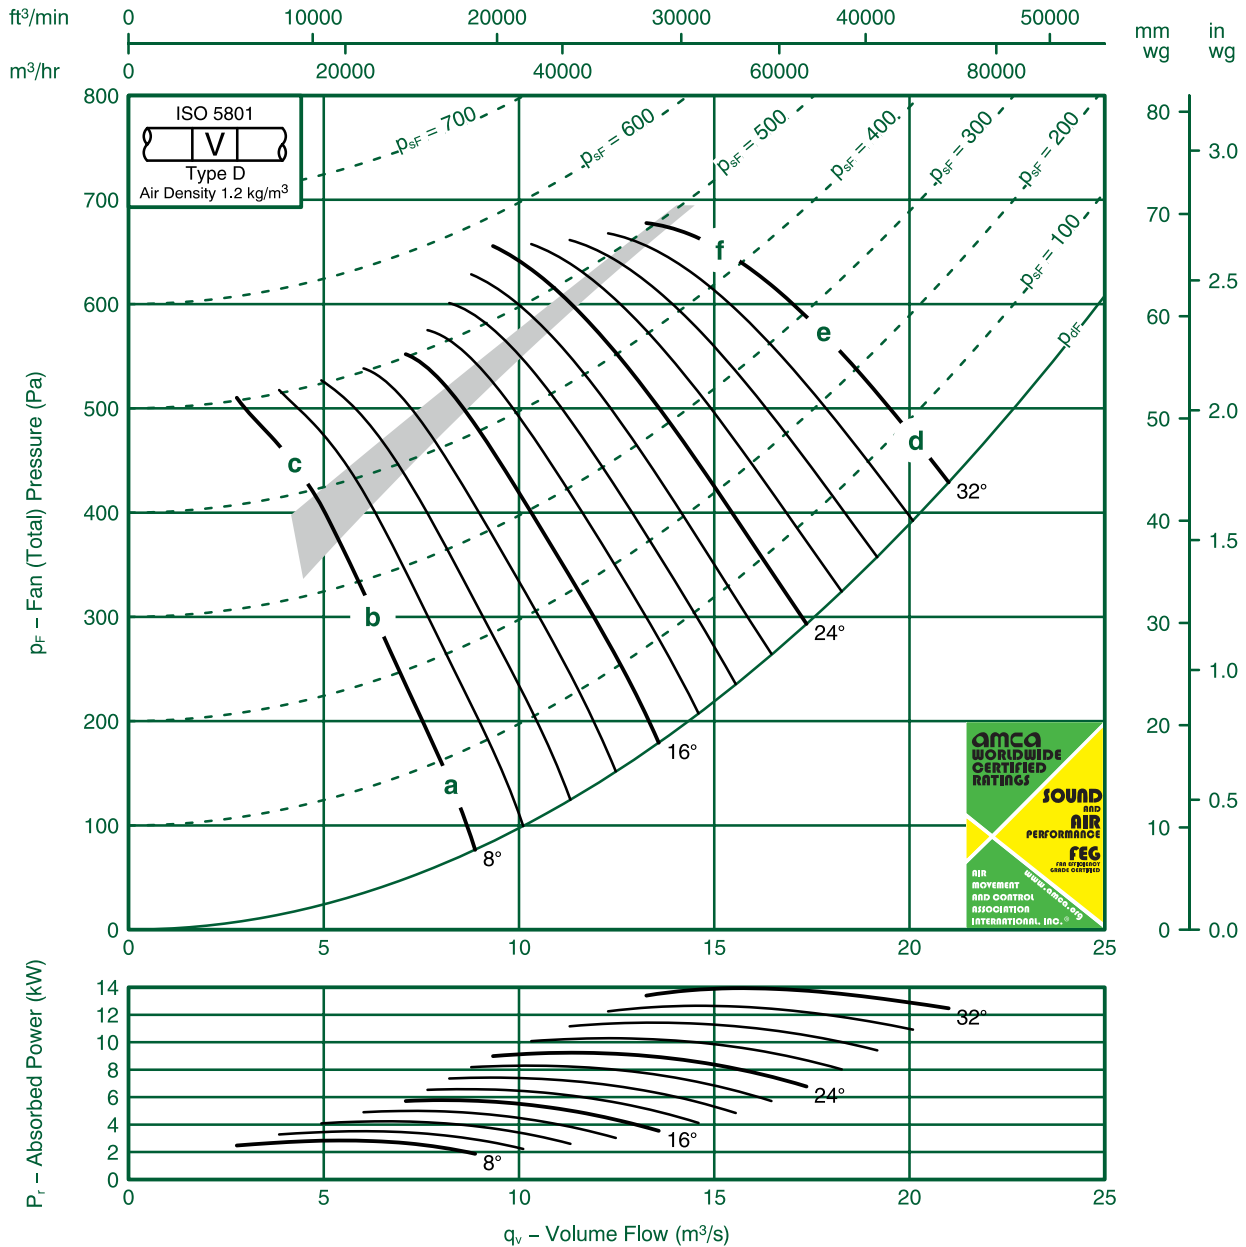 ft³/min 0 10000 20000 30000 40000 50000
m³/hr 0 20000 40000 60000 80000
mm wg
in wg
ISO 5801
V
Type D
Air Density 1.2 kg/m³
pF – Fan (Total) Pressure (Pa)
800
700
600
500
400
300
200
100
0
psF = 700
psF = 600
psF = 500
psF = 400
psF = 300
psF = 200
psF = 100
pdF
f
e
d
c
b
a
32°
24°
16°
8°
80
70
60
50
40
30
20
10
0
3.0
2.5
2.0
1.5
1.0
0.5
0.0
amca
WORLDWIDE
CERTIFIED
RATINGS
SOUND
AND
AIR
PERFORMANCE
FEG
FAN EFFICIENCY
GRADE CERTIFIED
AIR
MOVEMENT
AND CONTROL
ASSOCIATION
INTERNATIONAL, INC.®
www.amca.org
0 5 10 15 20 25
Pr – Absorbed Power (kW)
14
12
10
8
6
4
2
0
32°
24°
16°
8°
0 5 10 15 20 25
qv – Volume Flow (m³/s)